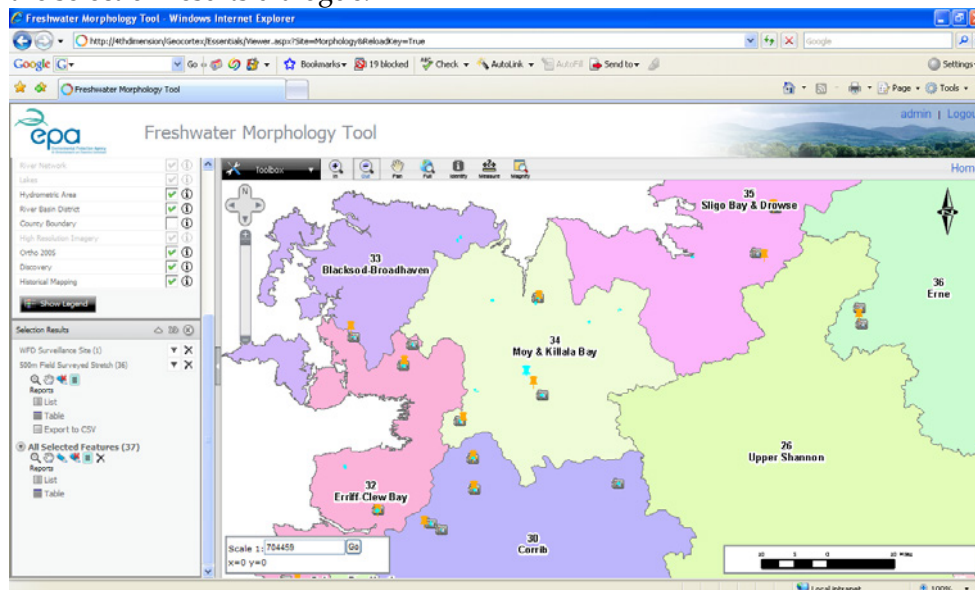 Freshwater Morphology Tool - Windows Internet Explorer
http://4thdimension/Geocortex/Essentials/Viewer.aspx?Site=Morphology&ReloadKey=True
Google
Google G
Go
Bookmarks
19 blocked
Check
AutoLink
AutoFill
Send to
Settings
Freshwater Morphology Tool
Page
Tools
epa
Freshwater Morphology Tool
admin | Logou
River Network
Lakes
Hydrometric Area
River Basin District
County Boundary
High Resolution Imagery
Ortho 2005
Discovery
Historical Mapping
Show Legend
Toolbox
In
Out
Pan
Full
Identify
Measure
Magnify
Hom
N
N
Selection Results
WFD Surveillance Site (1)
500m Field Surveyed Stretch (36)
Reports
List
Table
Export to CSV
All Selected Features (37)
Reports
List
Table
35
Sligo Bay & Drowse
33
Blacksod-Broadhaven
36
Erne
34
Moy & Killala Bay
26
Upper Shannon
32
Erriff-Clew Bay
30
Corrib
Scale 1: 704459
Go
x=0 y=0
Local intranet
100%